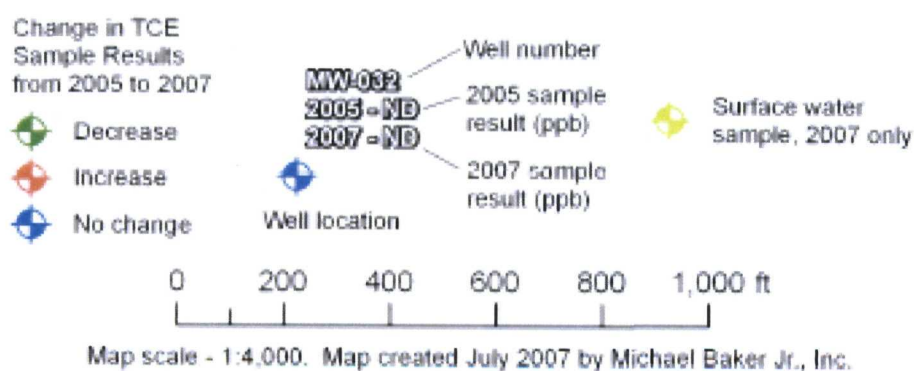 Change in TCE
Sample Results
from 2005 to 2007
Decrease
Increase
No change
MW-032
2005 - ND
2007 - ND
Well location
Well number
2005 sample
result (ppb)
2007 sample
result (ppb)
Surface water
sample, 2007 only
0 200 400 600 800 1,000 ft
Map scale - 1:4,000. Map created July 2007 by Michael Baker Jr., Inc.